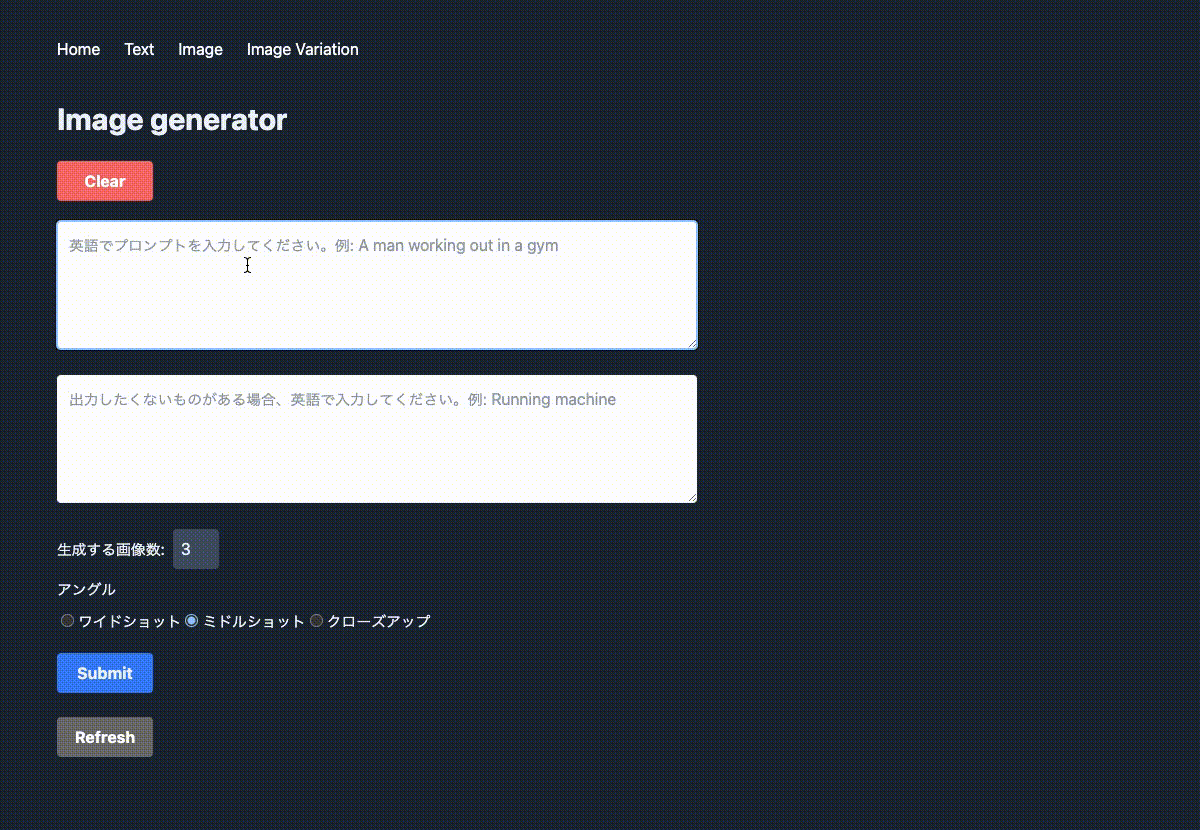 Home Text Image Image Variation
Image generator
Clear
英語でプロンプトを入力してください。例: A man working out in a gym
出力したくないものがある場合、英語で入力してください。例: Running machine
生成する画像数: 3
アングル
ワイドショット ミドルショット クローズアップ
Submit
Refresh